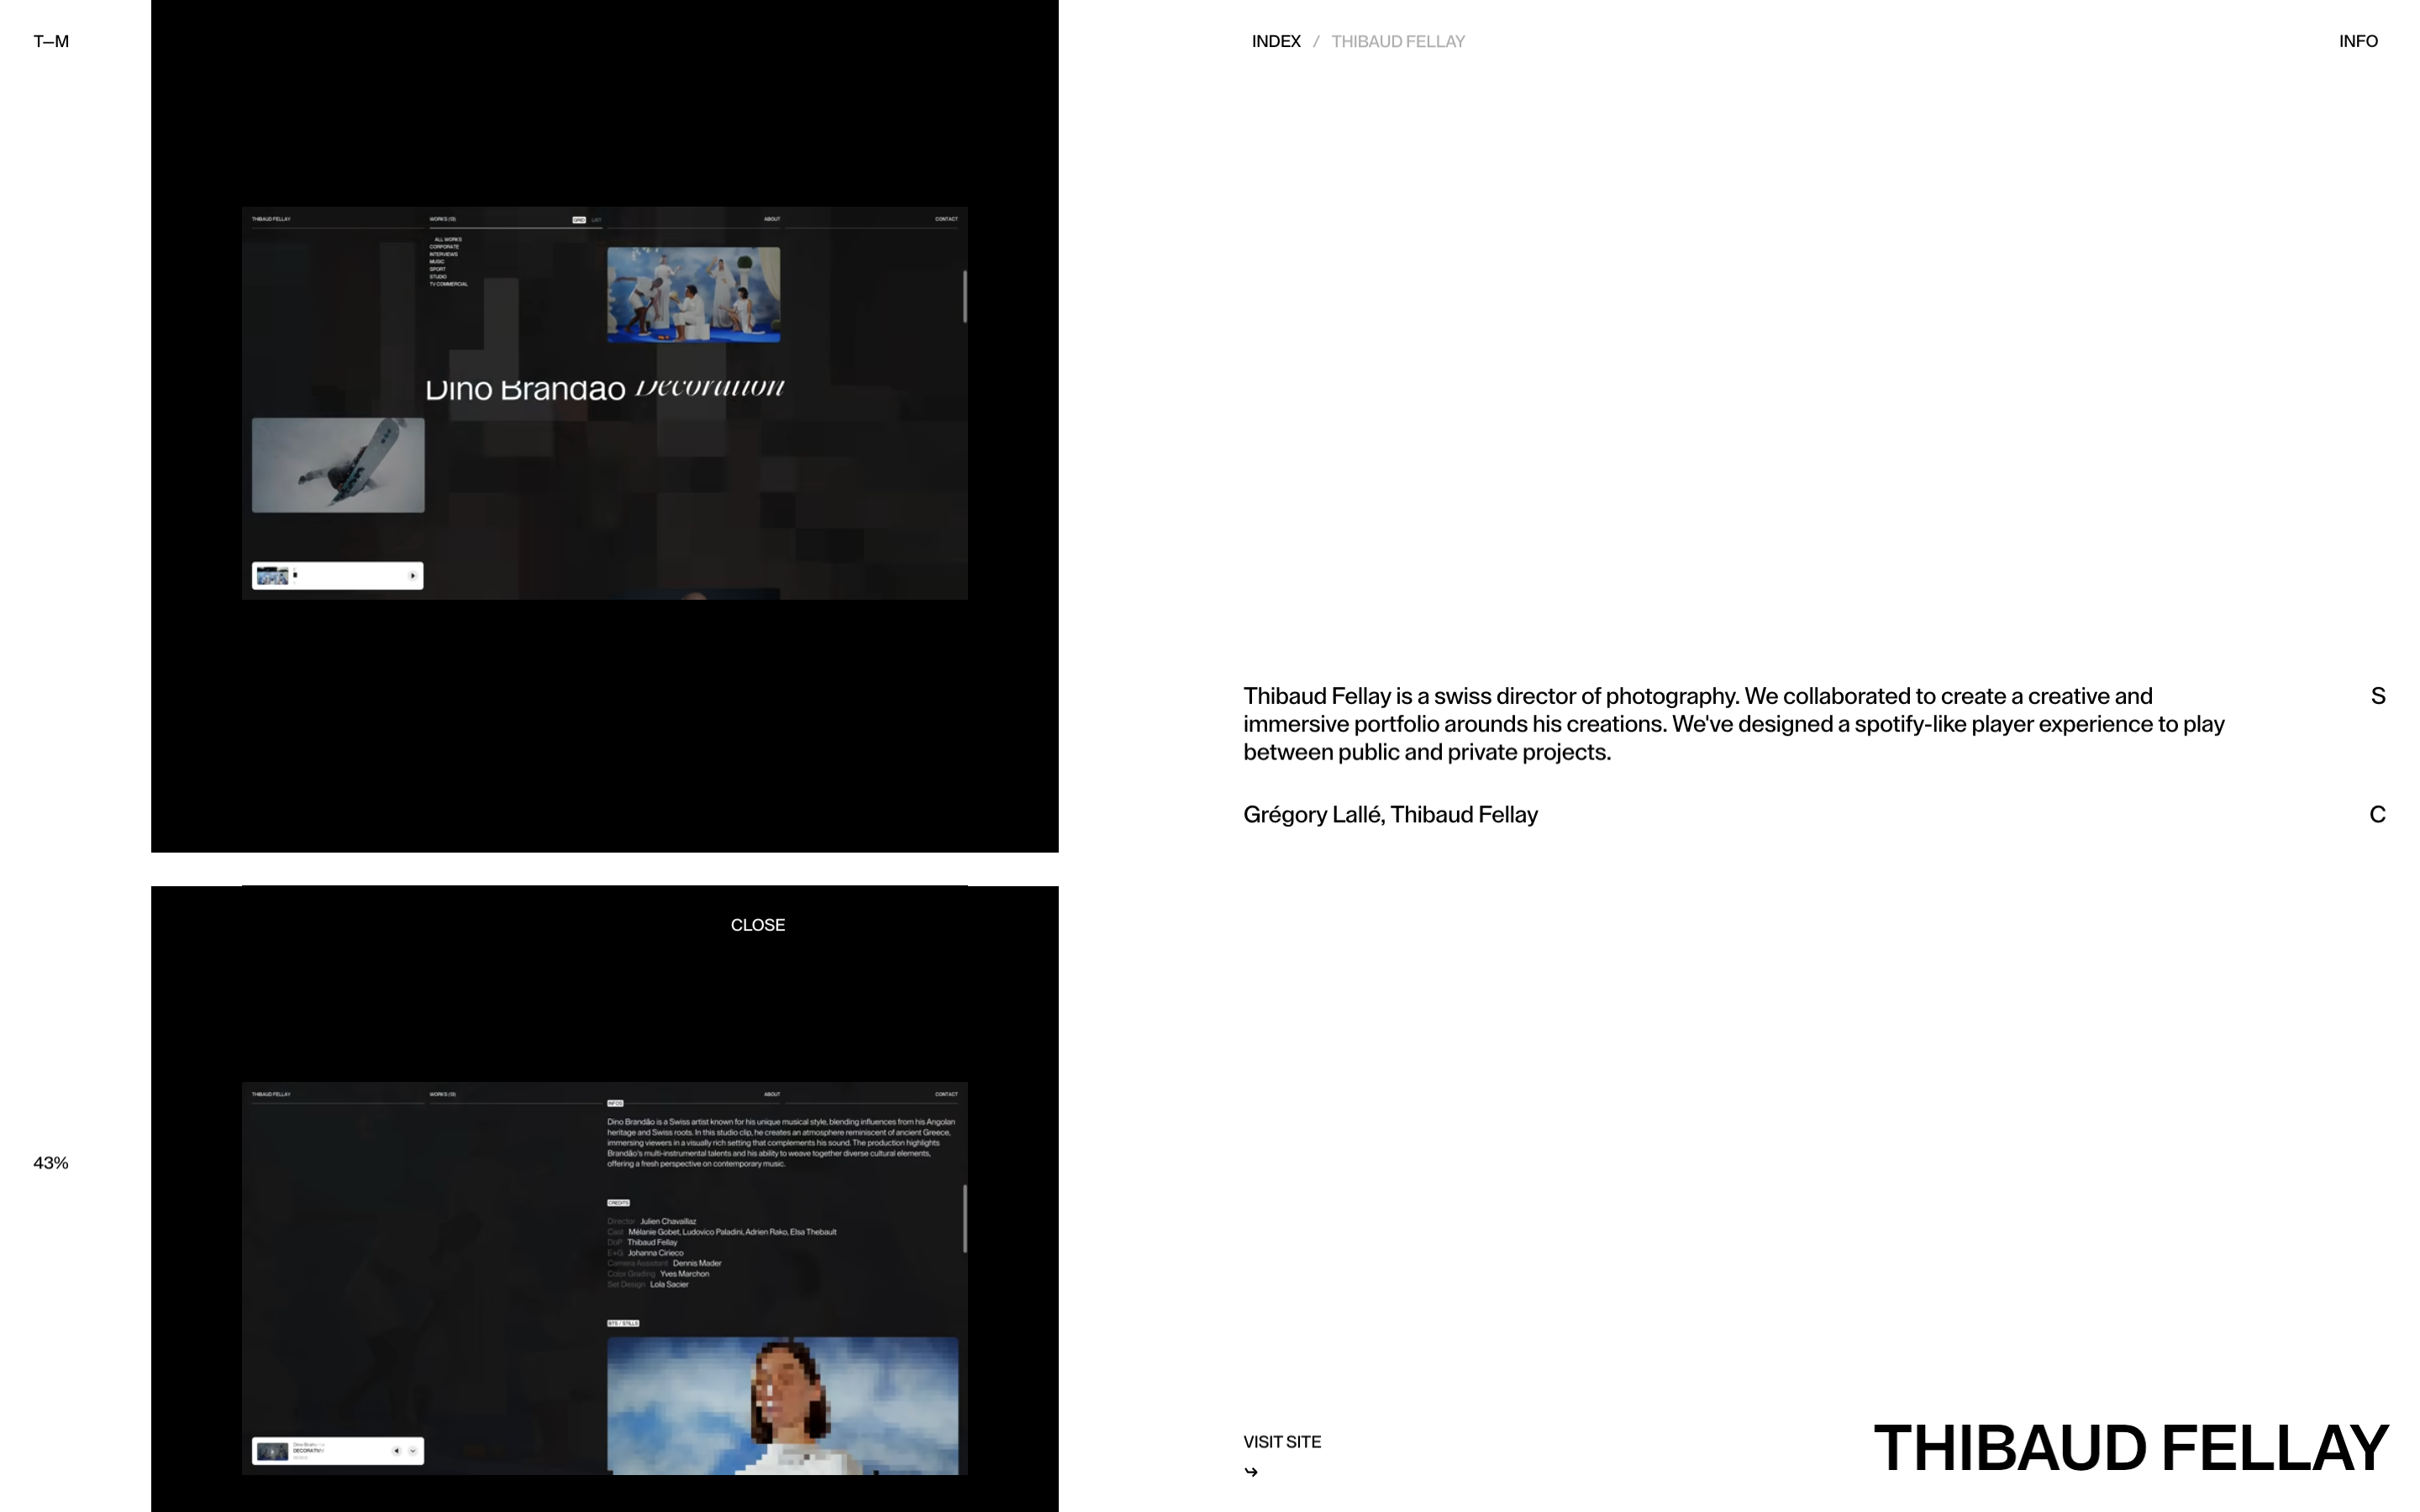 T—M
INDEX / THIBAUD FELLAY
INFO
THIBAUD FELLAY
WORKS (13)
GRID LIST
ABOUT
CONTACT
ALL WORKS
CORPORATE
INTERVIEWS
MUSIC
SPORT
STUDIO
TV COMMERCIAL
Dino Brandão Decoration
Thibaud Fellay is a swiss director of photography. We collaborated to create a creative and
immersive portfolio arounds his creations. We've designed a spotify-like player experience to play
between public and private projects.
S
Grégory Lallé, Thibaud Fellay
C
CLOSE
43%
THIBAUD FELLAY
WORKS (13)
ABOUT
CONTACT
INFOS
Dino Brandão is a Swiss artist known for his unique musical style, blending influences from his Angolan
heritage and Swiss roots. In this studio clip, he creates an atmosphere reminiscent of ancient Greece,
immersing viewers in a visually rich setting that complements his sound. The production highlights
Brandão's multi-instrumental talents and his ability to weave together diverse cultural elements,
offering a fresh perspective on contemporary music.
CREDITS
Director Julien Chavaillaz
Cast Mélanie Gobet, Ludovico Paladini, Adrien Rako, Elsa Thebault
DoP Thibaud Fellay
E+G Johanna Cirieco
Camera Assistant Dennis Mader
Color Grading Yves Marchon
Set Design Lola Sacier
BTS / STILLS
VISIT SITE
THIBAUD FELLAY